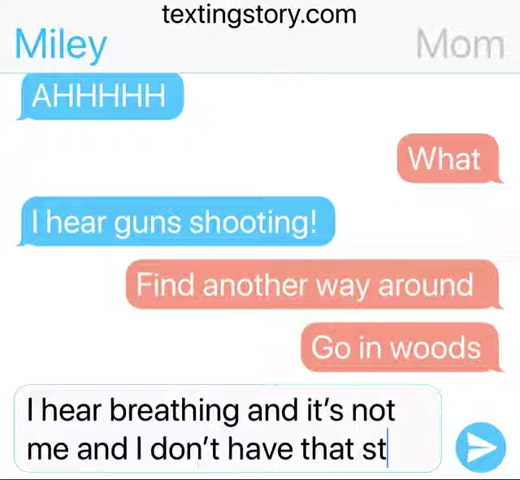 textingstory.com
Miley
Mom
AHHHHH
What
I hear guns shooting!
Find another way around
Go in woods
I hear breathing and it's not
me and I don't have that st